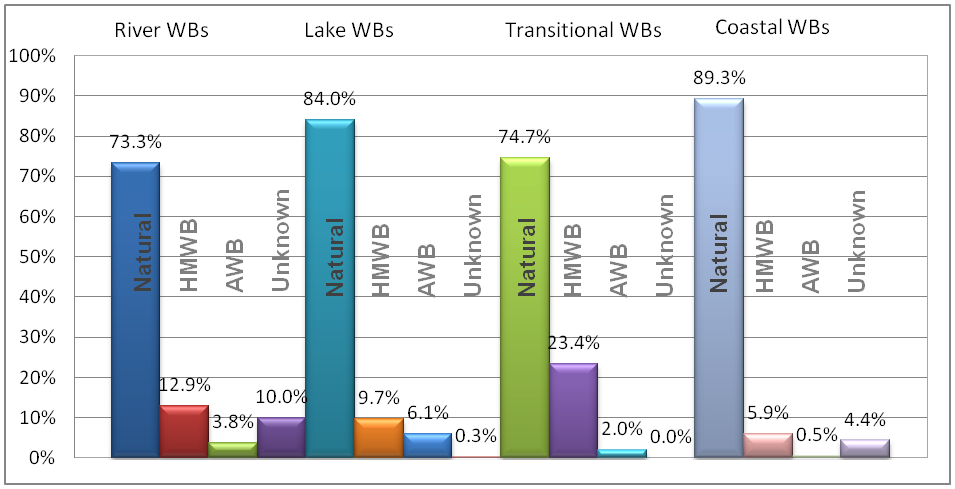 River WBs
Lake WBs
Transitional WBs
Coastal WBs
100%
90%
80%
70%
60%
50%
40%
30%
20%
10%
0%
73.3%
Natural
12.9%
HMWB
3.8%
AWB
10.0%
Unknown
84.0%
Natural
9.7%
HMWB
6.1%
AWB
0.3%
Unknown
74.7%
Natural
23.4%
HMWB
2.0%
AWB
0.0%
Unknown
89.3%
Natural
5.9%
HMWB
0.5%
AWB
4.4%
Unknown